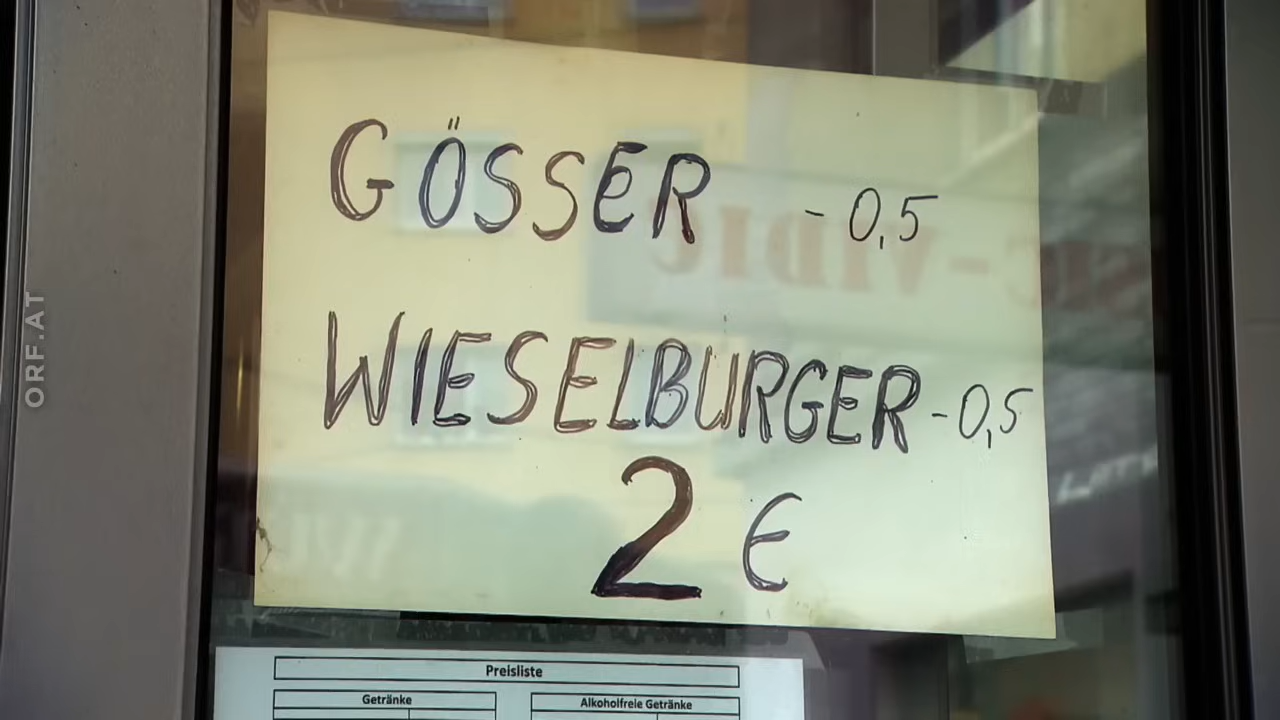 GÖSSER - 0,5
WIESELBURGER - 0,5
2 €
Preisliste
Getränke
Alkoholfreie Getränke
ORF.AT